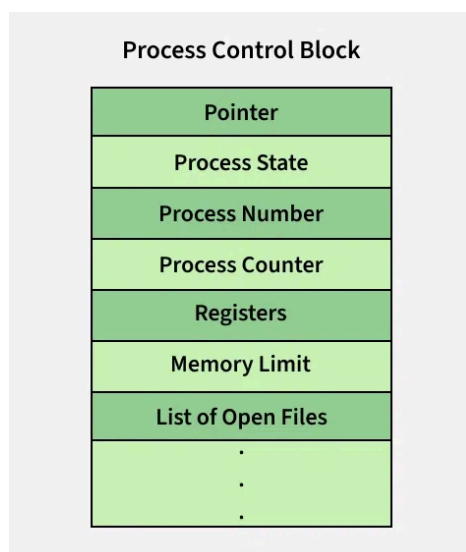 Process Control Block
Pointer
Process State
Process Number
Process Counter
Registers
Memory Limit
List of Open Files
.
.
.